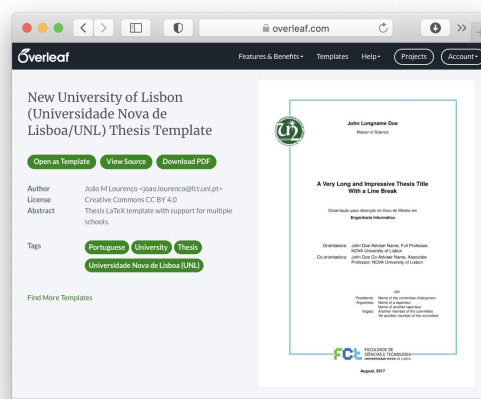 overleaf.com
Overleaf
Features & Benefits
Templates
Help
Projects
Account
New University of Lisbon
(Universidade Nova de
Lisboa/UNL) Thesis Template
Open as Template
View Source
Download PDF
Author João M Lourenço <joao.lourenco@fct.unl.pt>
License Creative Commons CC BY 4.0
Abstract Thesis LaTeX template with support for multiple
schools.
Tags
Portuguese
University
Thesis
Universidade Nova de Lisboa (UNL)
Find More Templates
John Longname Doe
Master of Science
A Very Long and Impressive Thesis Title
With a Line Break
Dissertação para obtenção do Grau de Mestre em
Engenharia Informática
Orientadora: John Doe Adviser Name, Full Professor,
NOVA University of Lisbon
Co-orientadora: John Doe Co-Adviser Name, Associate
Professor, NOVA University of Lisbon
Júri
Presidente: Name of the committee chairperson
Arguentes: Name of a raporteur
Name of another raporteur
Vogais: Another member of the committee
Yet another member of the committee
FCT
FACULDADE DE
CIÊNCIAS E TECNOLOGIA
UNIVERSIDADE NOVA DE LISBOA
August, 2017